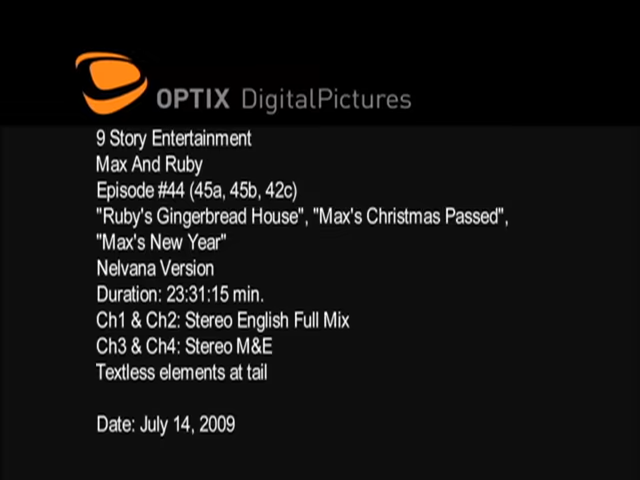 OPTIX DigitalPictures
9 Story Entertainment
Max And Ruby
Episode #44 (45a, 45b, 42c)
"Ruby's Gingerbread House", "Max's Christmas Passed",
"Max's New Year"
Nelvana Version
Duration: 23:31:15 min.
Ch1 & Ch2: Stereo English Full Mix
Ch3 & Ch4: Stereo M&E
Textless elements at tail
Date: July 14, 2009